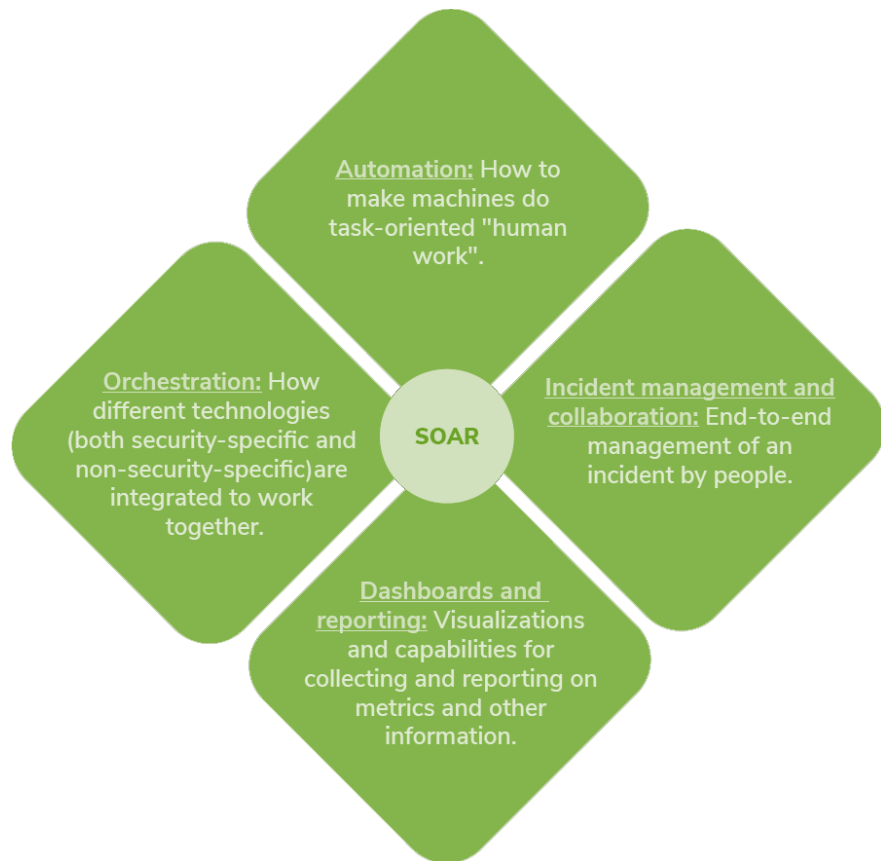 Automation: How to
make machines do
task-oriented "human
work".
Orchestration: How
different technologies
(both security-specific and
non-security-specific)are
integrated to work
together.
SOAR
Incident management and
collaboration: End-to-end
management of an
incident by people.
Dashboards and
reporting: Visualizations
and capabilities for
collecting and reporting on
metrics and other
information.